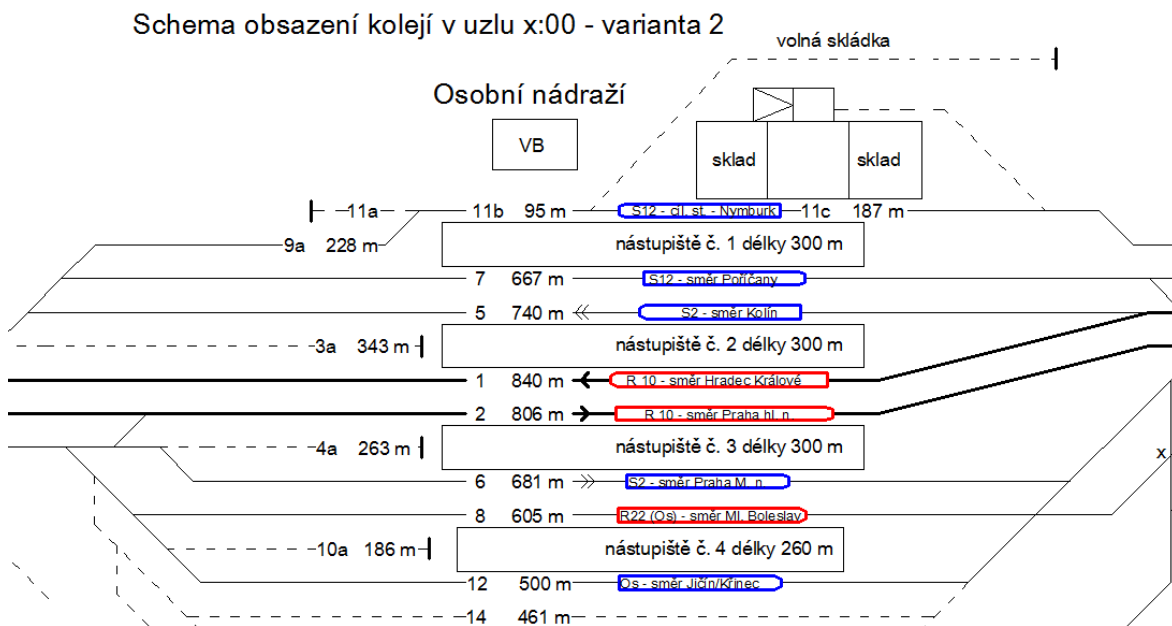 Schema obsazení kolejí v uzlu x:00 - varianta 2
volná skládka
Osobní nádraží
VB
sklad
sklad
11a
11b 95 m
S12 - cíl. st. - Nymburk
11c 187 m
9a 228 m
nástupiště č. 1 délky 300 m
7 667 m
S12 - směr Poříčany
5 740 m
S2 - směr Kolín
3a 343 m
nástupiště č. 2 délky 300 m
1 840 m
R 10 - směr Hradec Králové
2 806 m
R 10 - směr Praha hl. n.
4a 263 m
nástupiště č. 3 délky 300 m
x
6 681 m
S2 - směr Praha M. n.
8 605 m
R22 (Os) - směr Ml. Boleslav
10a 186 m
nástupiště č. 4 délky 260 m
12 500 m
Os - směr Jičín/Křinec
14 461 m